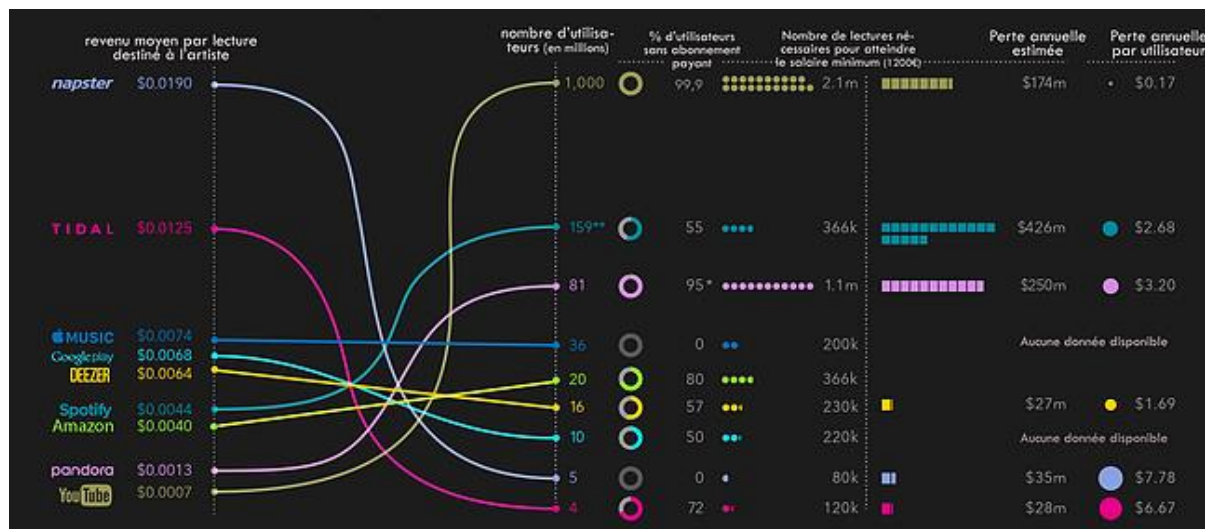 revenu moyen par lecture
destiné à l'artiste
nombre d'utilisa-
teurs (en millions)
% d'utilisateurs
sans abonnement
payant
Nombre de lectures né-
cessaires pour atteindre
le salaire minimum (1200€)
Perte annuelle
estimée
Perte annuelle
par utilisateur
napster $0.0190
1,000 99,9 2.1m $174m $0.17
TIDAL $0.0125
159** 55 366k $426m $2.68
81 95* 1.1m $250m $3.20
MUSIC $0.0074
36 0 200k Aucune donnée disponible
Google play $0.0068
DEEZER $0.0064
20 80 366k
16 57 230k $27m $1.69
Spotify $0.0044
Amazon $0.0040
10 50 220k Aucune donnée disponible
pandora $0.0013
5 0 80k $35m $7.78
YouTube $0.0007
4 72 120k $28m $6.67